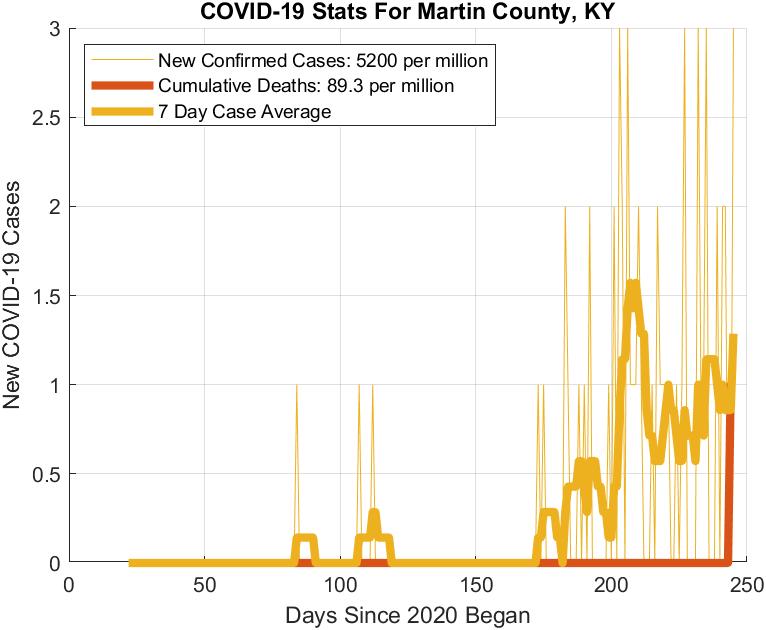 COVID-19 Stats For Martin County, KY
New Confirmed Cases: 5200 per million
Cumulative Deaths: 89.3 per million
7 Day Case Average
New COVID-19 Cases
3
2.5
2
1.5
1
0.5
0
0 50 100 150 200 250
Days Since 2020 Began